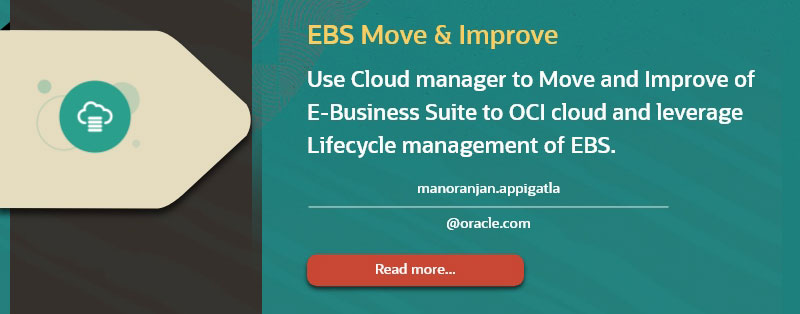 EBS Move & Improve
Use Cloud manager to Move and Improve of
E-Business Suite to OCI cloud and leverage
Lifecycle management of EBS.
manoranjan.appigatla
@oracle.com
Read more...